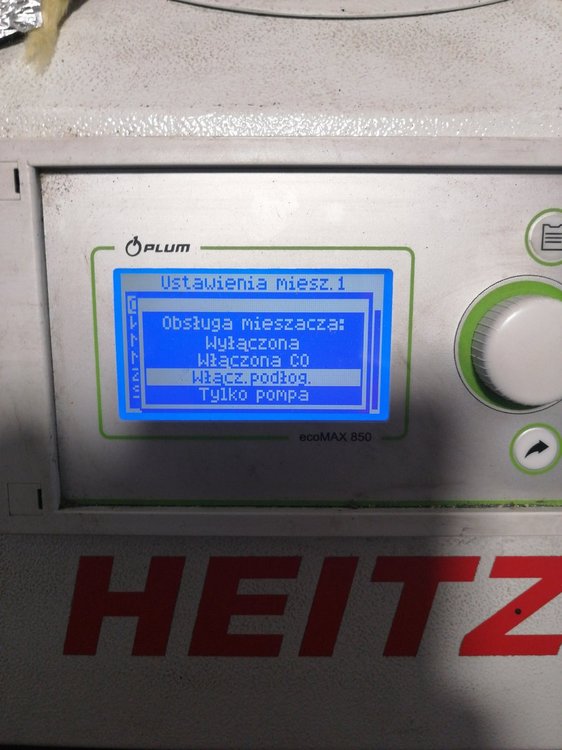 PLUM
Ustawienia miesz.1
Obsługa mieszacza:
Wyłączona
Włączona CO
Włącz.podłog.
Tylko pompa
ecoMAX 850
HEITZ